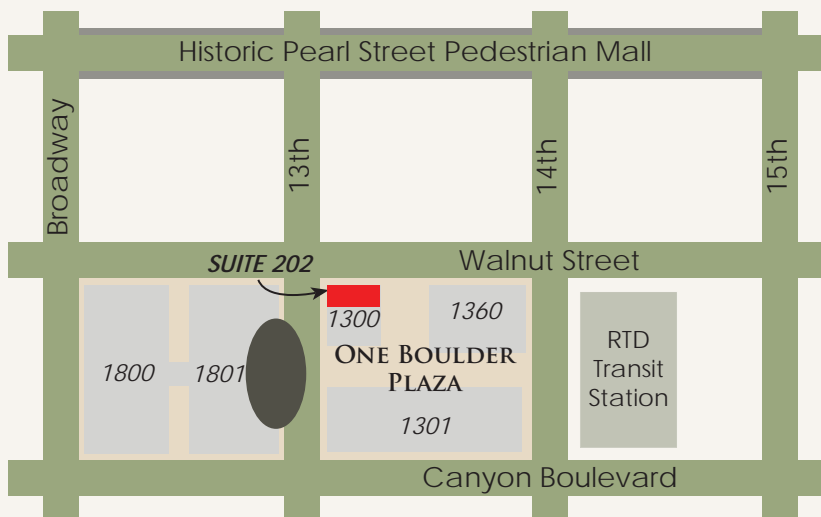 Historic Pearl Street Pedestrian Mall
Broadway
13th
14th
15th
Walnut Street
SUITE 202
1300
1360
1800
1801
ONE BOULDER
PLAZA
1301
RTD
Transit
Station
Canyon Boulevard